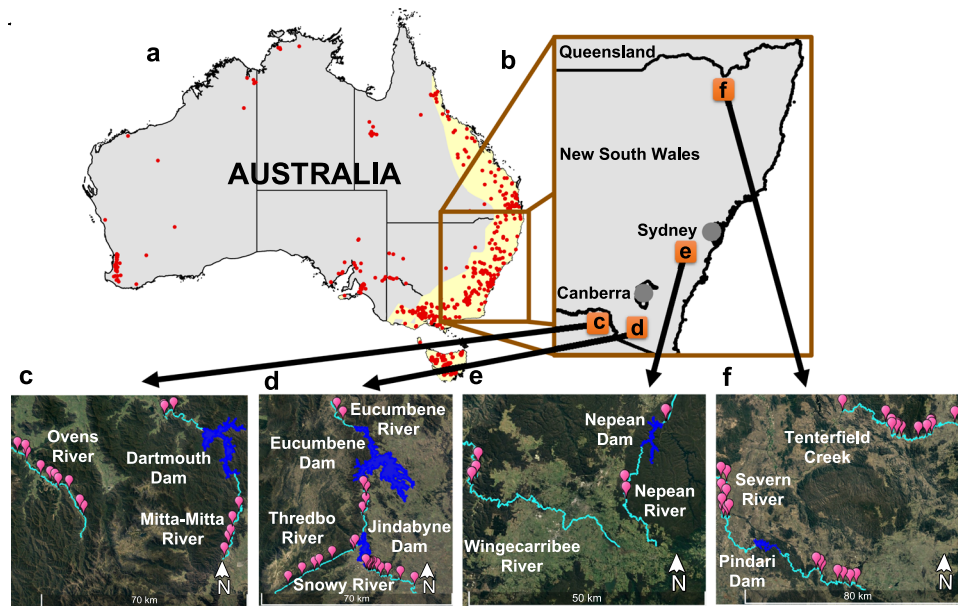 a
AUSTRALIA
b
Queensland
f
New South Wales
Sydney
e
Canberra
c
d
c
Ovens
River
Dartmouth
Dam
Mitta-Mitta
River
N
70 km
d
Eucumbene
River
Eucumbene
Dam
Thredbo
River
Jindabyne
Dam
Snowy River
N
70 km
e
Nepean
Dam
Nepean
River
Wingecarribee
River
N
50 km
f
Tenterfield
Creek
Severn
River
Pindari
Dam
N
80 km